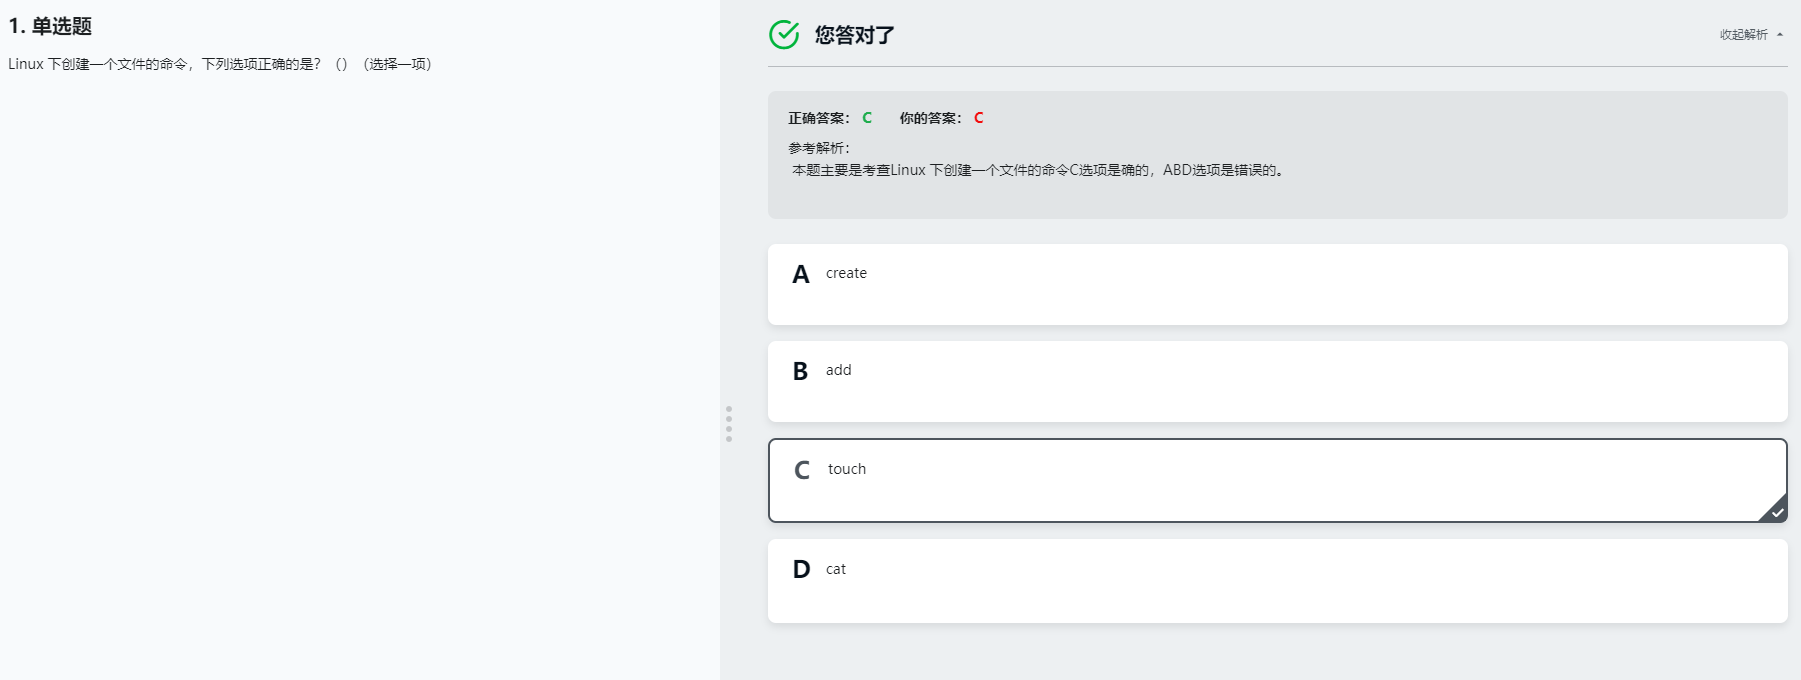 1. 单选题
Linux 下创建一个文件的命令，下列选项正确的是？（）（选择一项）
您答对了
收起解析
正确答案： C 你的答案： C
参考解析：
本题主要是考查Linux 下创建一个文件的命令C选项是确的，ABD选项是错误的。
A create
B add
C touch
D cat